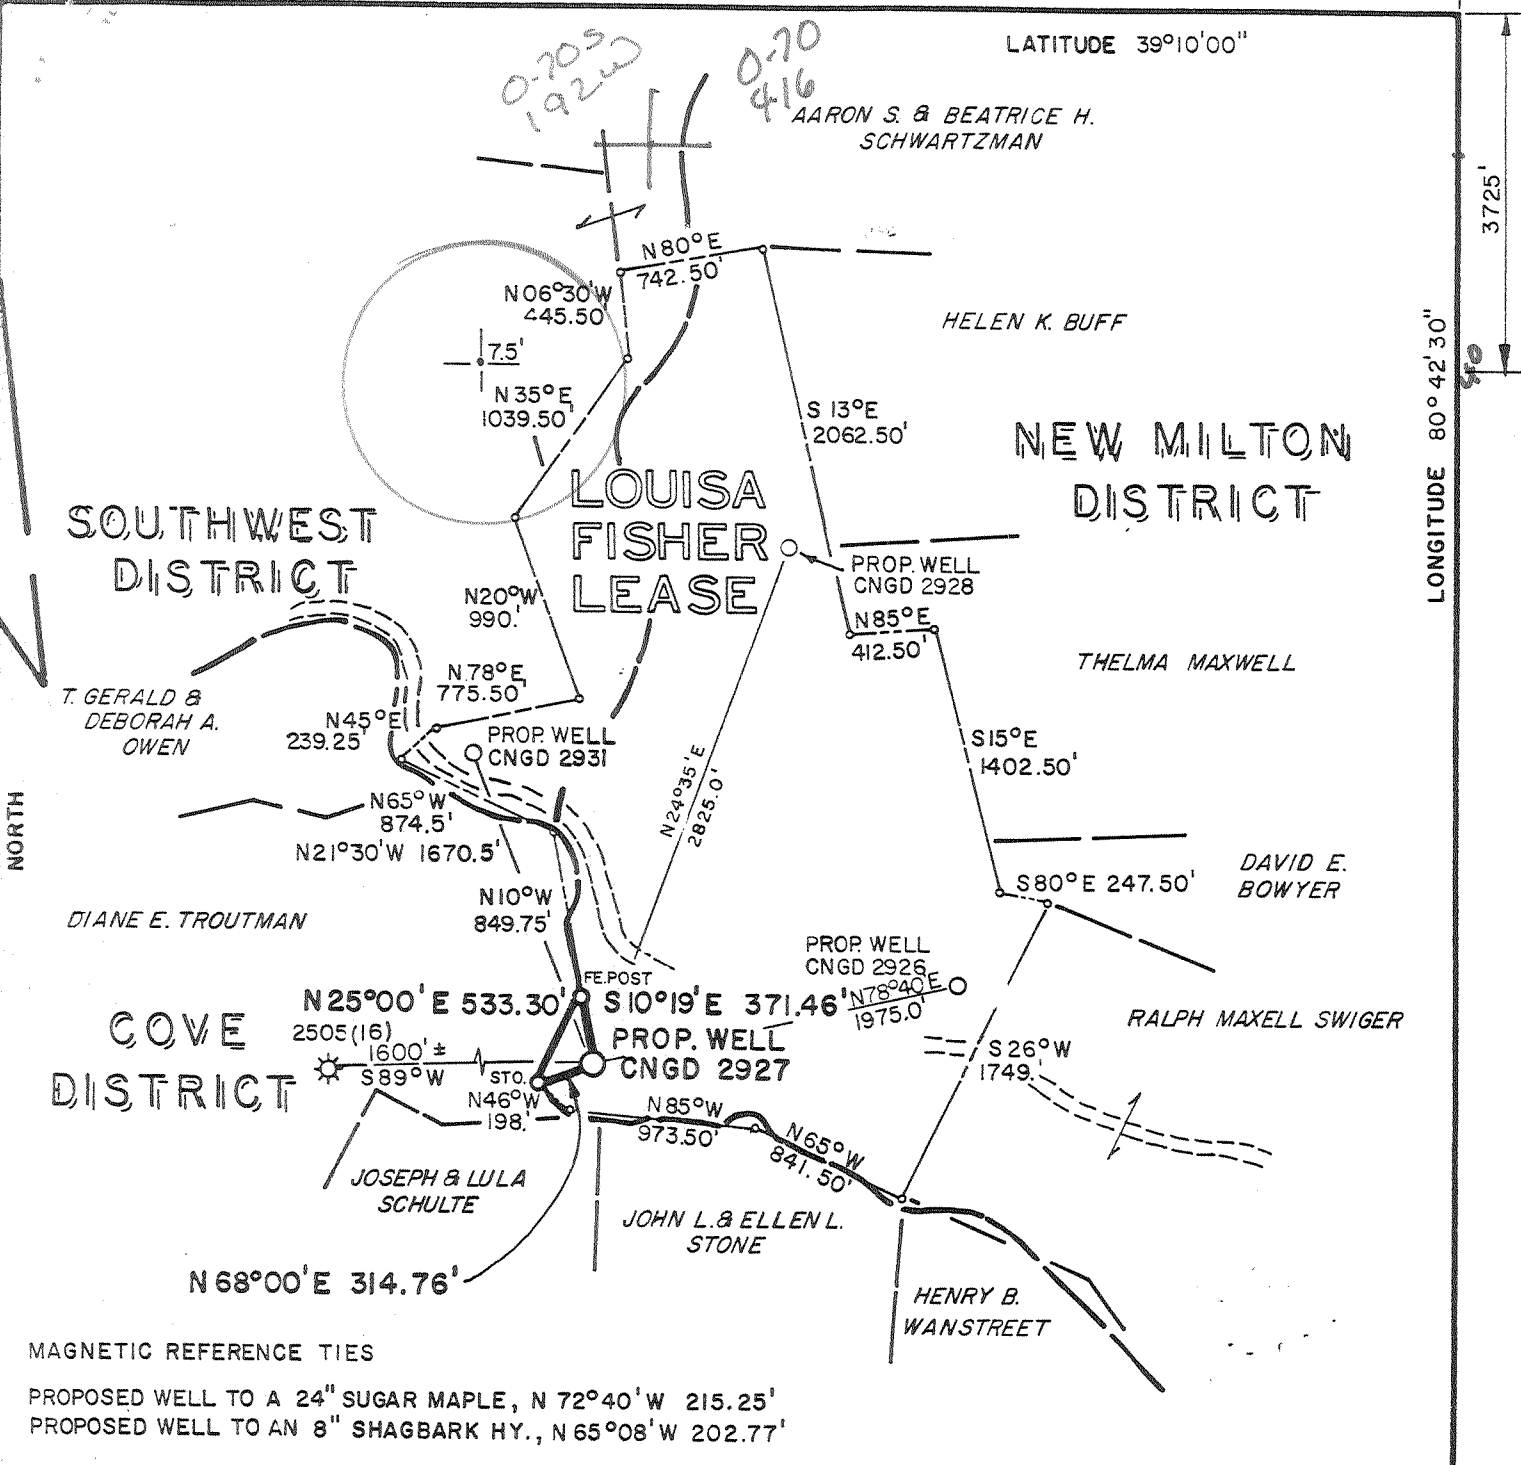 LATITUDE 39°10'00"
0-70S
192W
0-70
416
AARON S. & BEATRICE H.
SCHWARTZMAN
3725'
N80°E
742.50'
N06°30'W
445.50'
HELEN K. BUFF
7.5'
LONGITUDE 80°42'30"
N35°E
1039.50'
S13°E
2062.50'
NEW MILTON
DISTRICT
LOUISA
FISHER
LEASE
SOUTHWEST
DISTRICT
PROP. WELL
CNGD 2928
N20°W
990.'
N85°E
412.50'
THELMA MAXWELL
N78°E
775.50'
T. GERALD &
DEBORAH A.
OWEN
N45°E
239.25'
PROP. WELL
CNGD 2931
S15°E
1402.50'
N24°35'E
2825.0'
NORTH
N65°W
874.5'
N21°30'W 1670.5'
DAVID E.
BOWYER
S80°E 247.50'
N10°W
849.75'
DIANE E. TROUTMAN
PROP. WELL
CNGD 2926
N78°40'E
1975.0'
FE.POST
N25°00'E 533.30'
S10°19'E 371.46'
PROP. WELL
CNGD 2927
COVE
DISTRICT
2505(16)
1600'±
S89°W
STO.
RALPH MAXELL SWIGER
S26°W
1749.'
N46°W
198.'
N85°W
973.50'
N65°W
841.50'
JOSEPH & LULA
SCHULTE
JOHN L.& ELLEN L.
STONE
N68°00'E 314.76'
HENRY B.
WANSTREET
MAGNETIC REFERENCE TIES
PROPOSED WELL TO A 24" SUGAR MAPLE, N72°40'W 215.25'
PROPOSED WELL TO AN 8" SHAGBARK HY., N65°08'W 202.77'